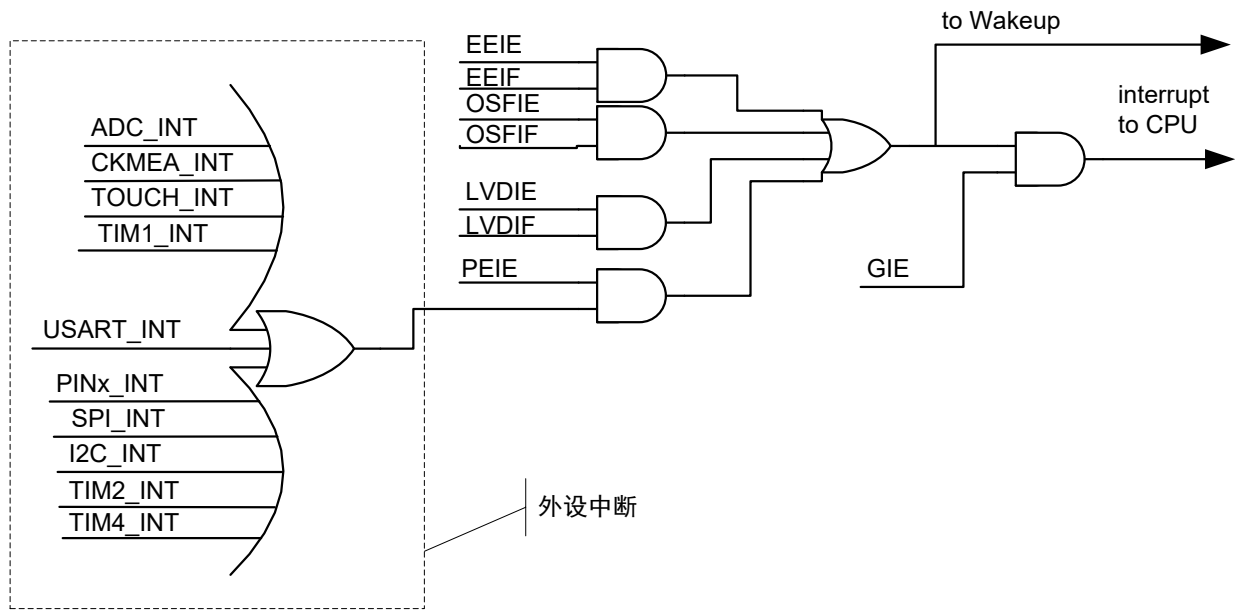 to Wakeup
interrupt
to CPU
EEIE
EEIF
OSFIE
OSFIF
LVDIE
LVDIF
PEIE
GIE
ADC_INT
CKMEA_INT
TOUCH_INT
TIM1_INT
USART_INT
PINx_INT
SPI_INT
I2C_INT
TIM2_INT
TIM4_INT
外设中断